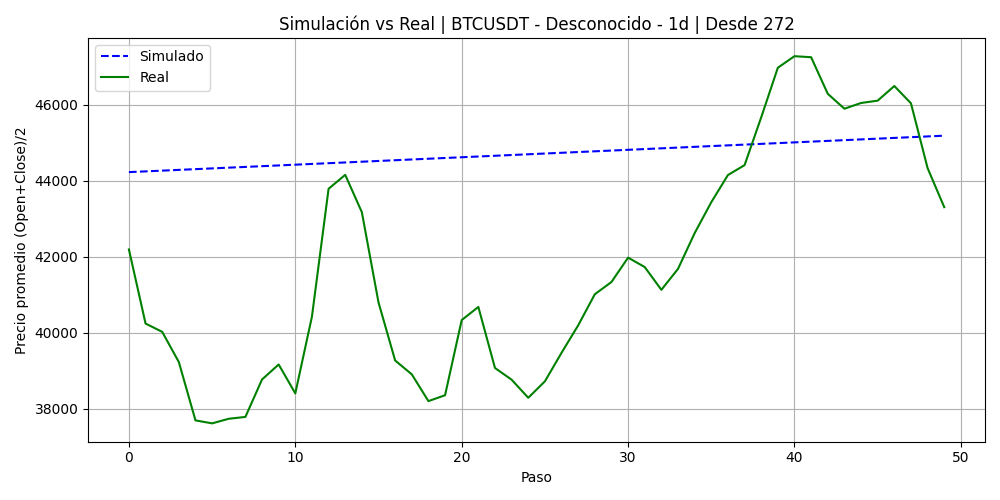 Simulación vs Real | BTCUSDT - Desconocido - 1d | Desde 272
Simulado
Real
Precio promedio (Open+Close)/2
46000
44000
42000
40000
38000
0
10
20
30
40
50
Paso